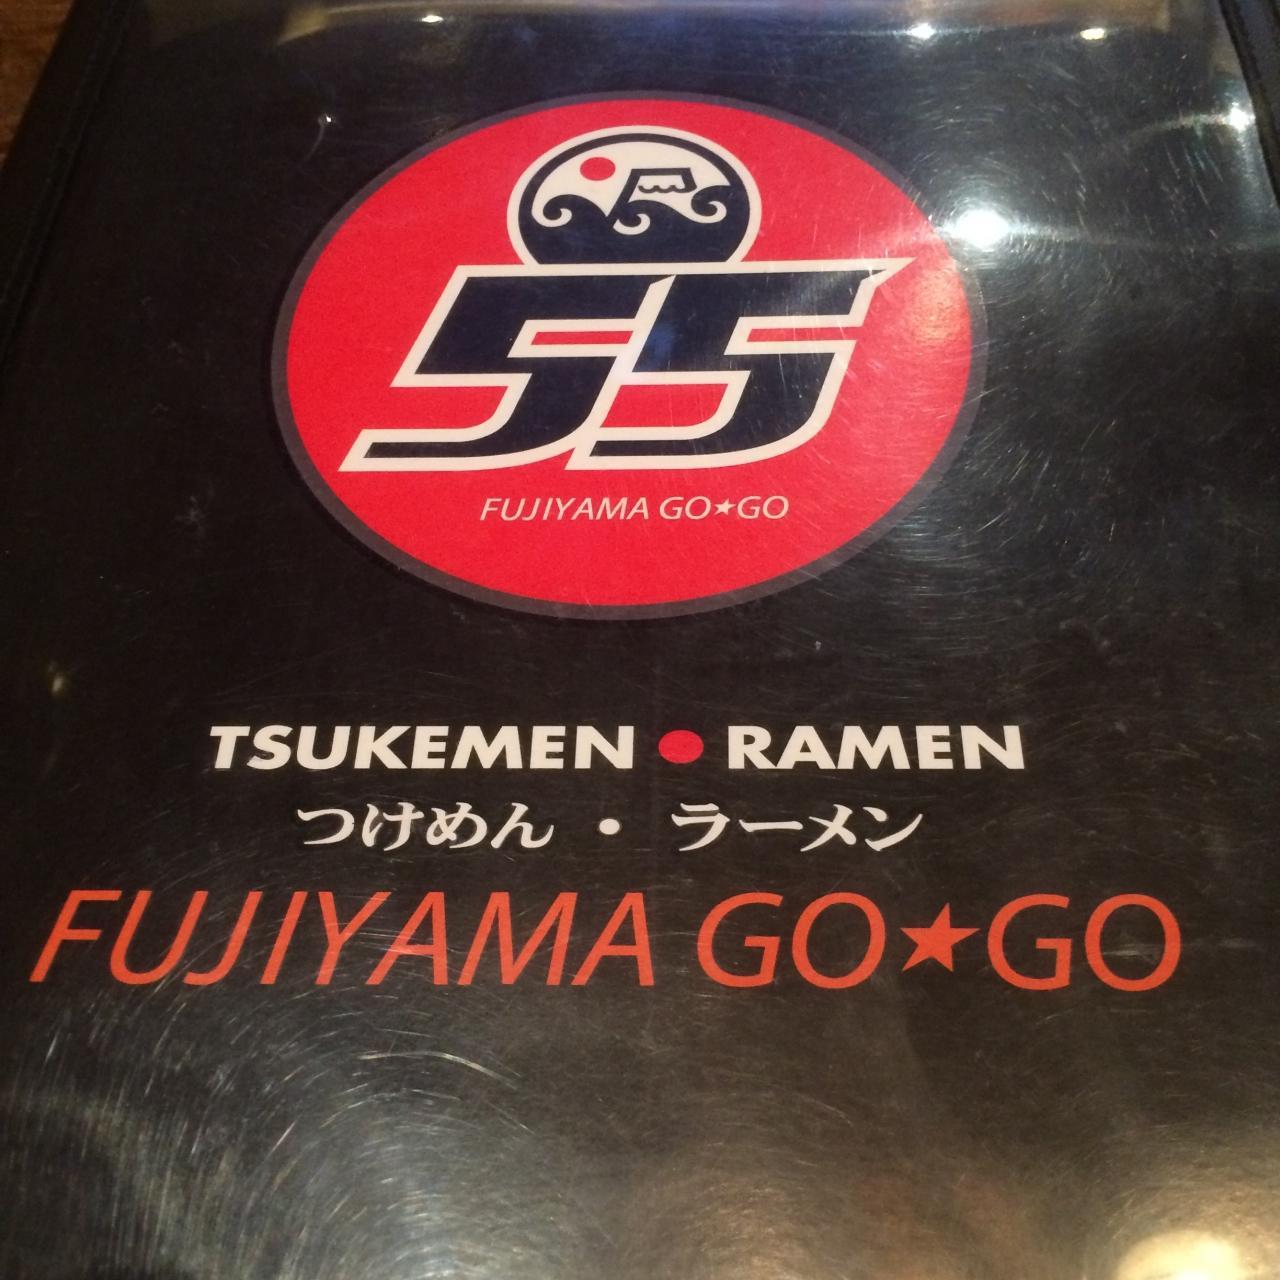 55
FUJIYAMA GO★GO
TSUKEMEN ● RAMEN
つけめん・ラーメン
FUJIYAMA GO★GO